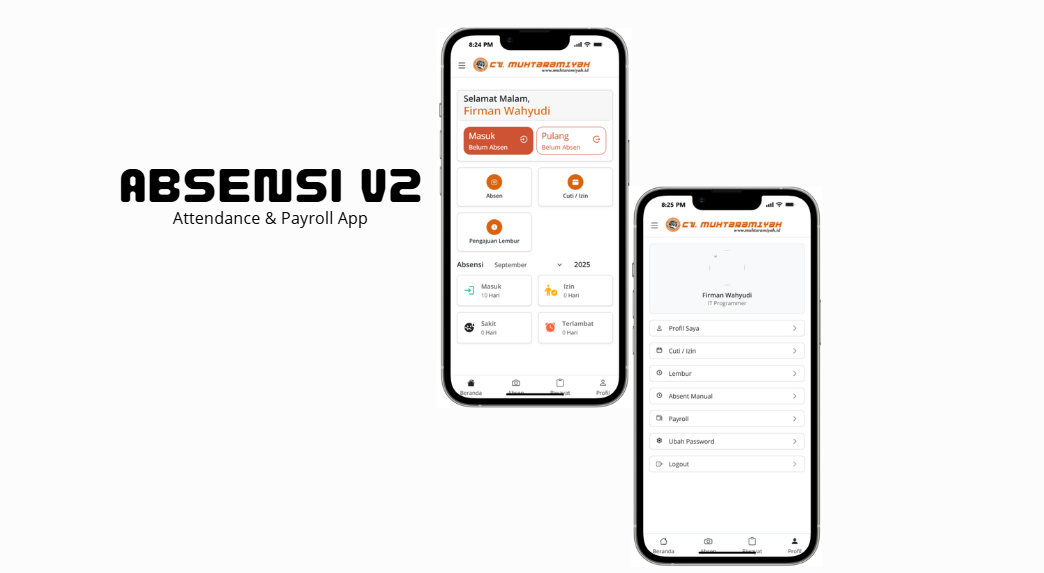 ABSENSI V2
Attendance & Payroll App
8:24 PM
CV. MUHTARAMIYAH
www.muhtaramiyah.id
Selamat Malam,
Firman Wahyudi
Masuk
Belum Absen
Pulang
Belum Absen
Absen
Cuti / Izin
Pengajuan Lembur
Absensi September 2025
Masuk
10 Hari
Izin
0 Hari
Sakit
0 Hari
Terlambat
0 Hari
Beranda Absen Riwayat Profil
8:25 PM
CV. MUHTARAMIYAH
www.muhtaramiyah.id
Firman Wahyudi
IT Programmer
Profil Saya
Cuti / Izin
Lembur
Absent Manual
Payroll
Ubah Password
Logout
Beranda Absen Riwayat Profil